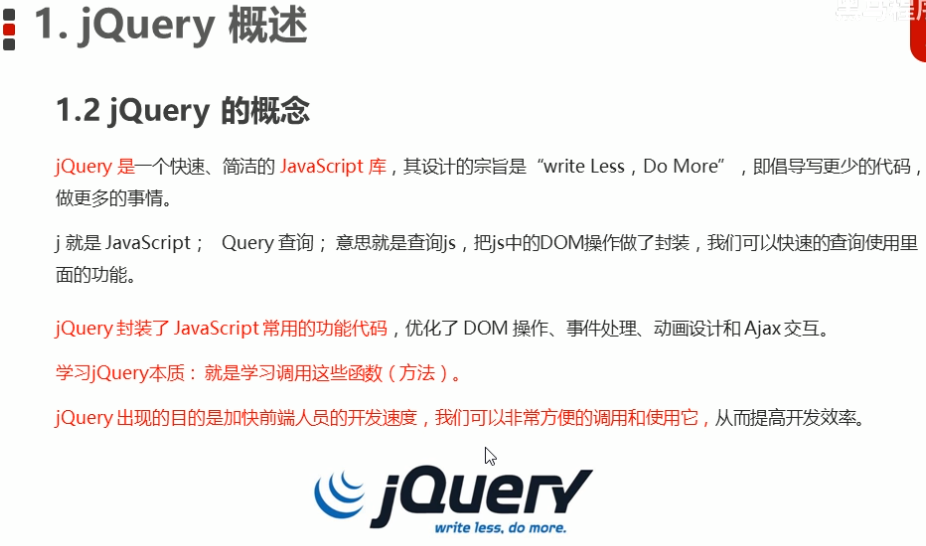 1. jQuery 概述
1.2 jQuery 的概念
jQuery 是一个快速、简洁的 JavaScript 库，其设计的宗旨是“write Less，Do More”，即倡导写更少的代码，
做更多的事情。
j 就是 JavaScript； Query 查询； 意思就是查询js，把js中的DOM操作做了封装，我们可以快速的查询使用里
面的功能。
jQuery 封装了 JavaScript 常用的功能代码，优化了 DOM 操作、事件处理、动画设计和 Ajax 交互。
学习jQuery本质： 就是学习调用这些函数（方法）。
jQuery 出现的目的是加快前端人员的开发速度，我们可以非常方便的调用和使用它，从而提高开发效率。
jQuery
write less, do more.